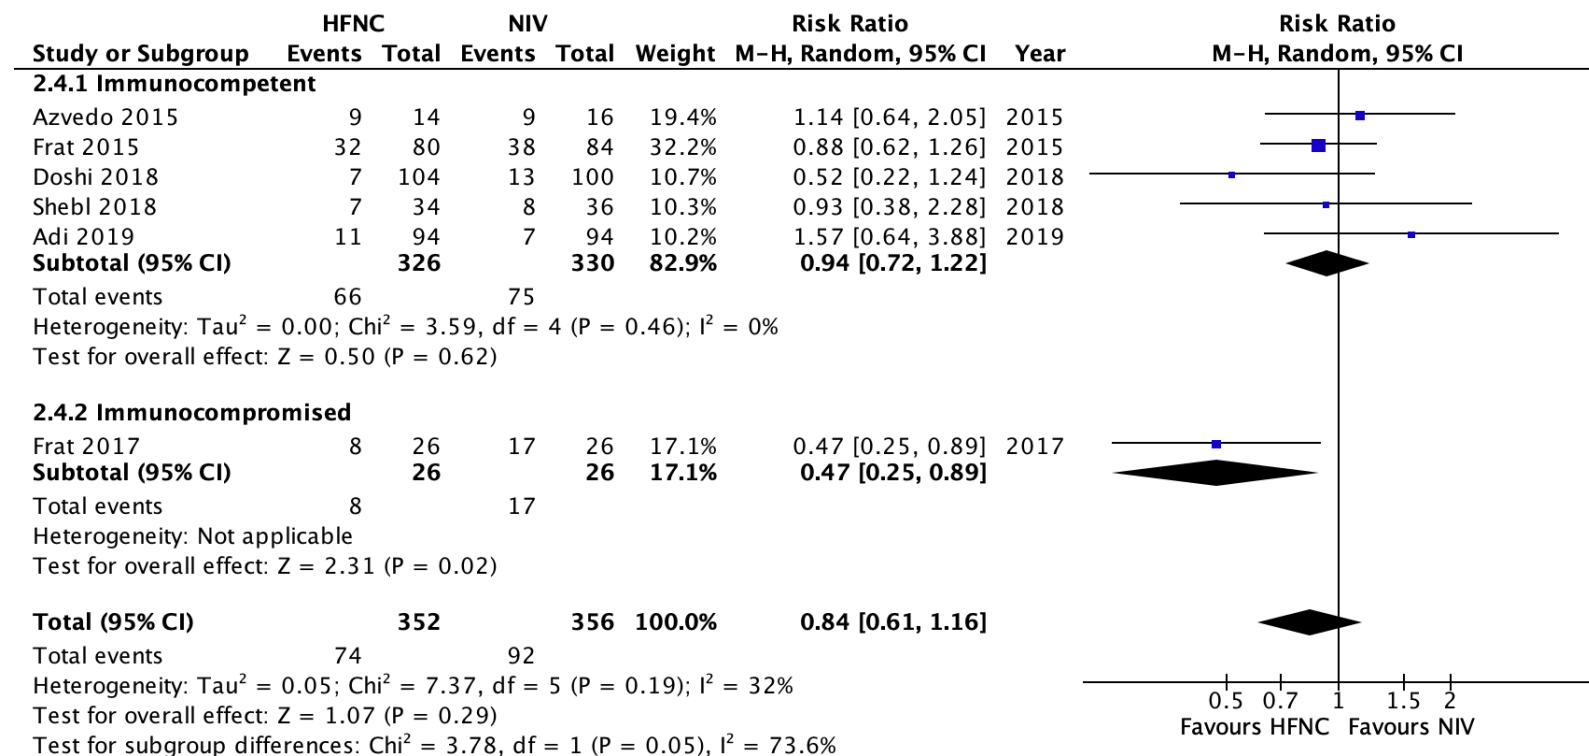 HFNC NIV Risk Ratio Risk Ratio
Study or Subgroup Events Total Events Total Weight M-H, Random, 95% CI Year M-H, Random, 95% CI
2.4.1 Immunocompetent
Azvedo 2015 9 14 9 16 19.4% 1.14 [0.64, 2.05] 2015
Frat 2015 32 80 38 84 32.2% 0.88 [0.62, 1.26] 2015
Doshi 2018 7 104 13 100 10.7% 0.52 [0.22, 1.24] 2018
Shebl 2018 7 34 8 36 10.3% 0.93 [0.38, 2.28] 2018
Adi 2019 11 94 7 94 10.2% 1.57 [0.64, 3.88] 2019
Subtotal (95% CI) 326 330 82.9% 0.94 [0.72, 1.22]
Total events 66 75
Heterogeneity: Tau² = 0.00; Chi² = 3.59, df = 4 (P = 0.46); I² = 0%
Test for overall effect: Z = 0.50 (P = 0.62)
2.4.2 Immunocompromised
Frat 2017 8 26 17 26 17.1% 0.47 [0.25, 0.89] 2017
Subtotal (95% CI) 26 26 17.1% 0.47 [0.25, 0.89]
Total events 8 17
Heterogeneity: Not applicable
Test for overall effect: Z = 2.31 (P = 0.02)
Total (95% CI) 352 356 100.0% 0.84 [0.61, 1.16]
Total events 74 92
Heterogeneity: Tau² = 0.05; Chi² = 7.37, df = 5 (P = 0.19); I² = 32%
Test for overall effect: Z = 1.07 (P = 0.29)
Test for subgroup differences: Chi² = 3.78, df = 1 (P = 0.05), I² = 73.6%
0.5 0.7 1 1.5 2
Favours HFNC Favours NIV